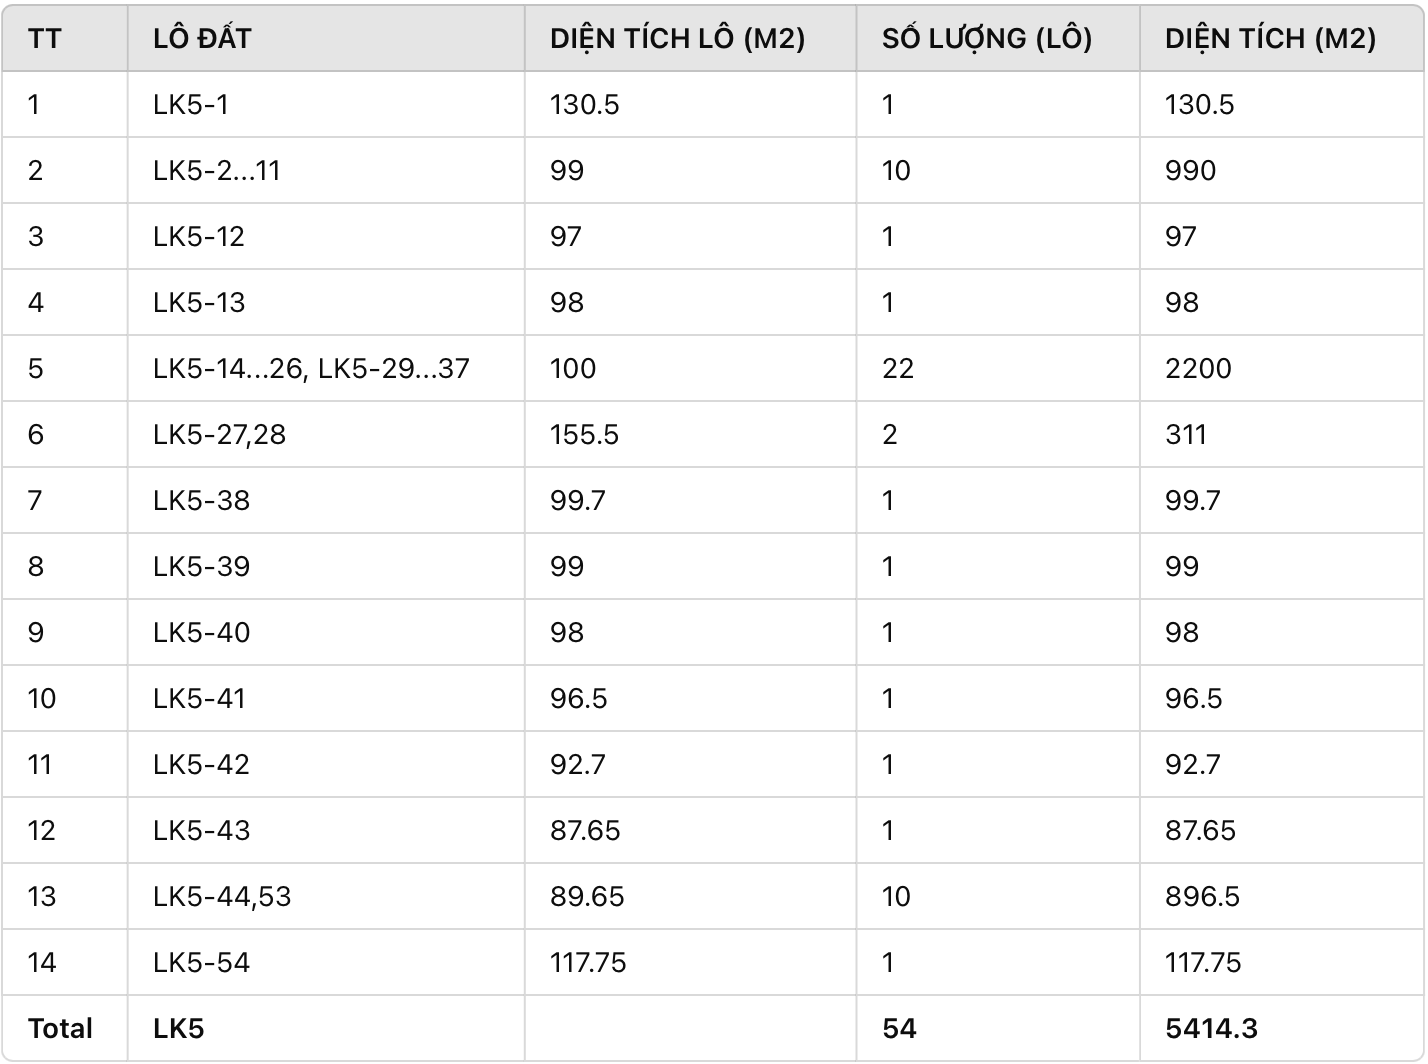 TT LÔ ĐẤT DIỆN TÍCH LÔ (M2) SỐ LƯỢNG (LÔ) DIỆN TÍCH (M2)
1 LK5-1 130.5 1 130.5
2 LK5-2...11 99 10 990
3 LK5-12 97 1 97
4 LK5-13 98 1 98
5 LK5-14...26, LK5-29...37 100 22 2200
6 LK5-27,28 155.5 2 311
7 LK5-38 99.7 1 99.7
8 LK5-39 99 1 99
9 LK5-40 98 1 98
10 LK5-41 96.5 1 96.5
11 LK5-42 92.7 1 92.7
12 LK5-43 87.65 1 87.65
13 LK5-44,53 89.65 10 896.5
14 LK5-54 117.75 1 117.75
Total LK5 54 5414.3